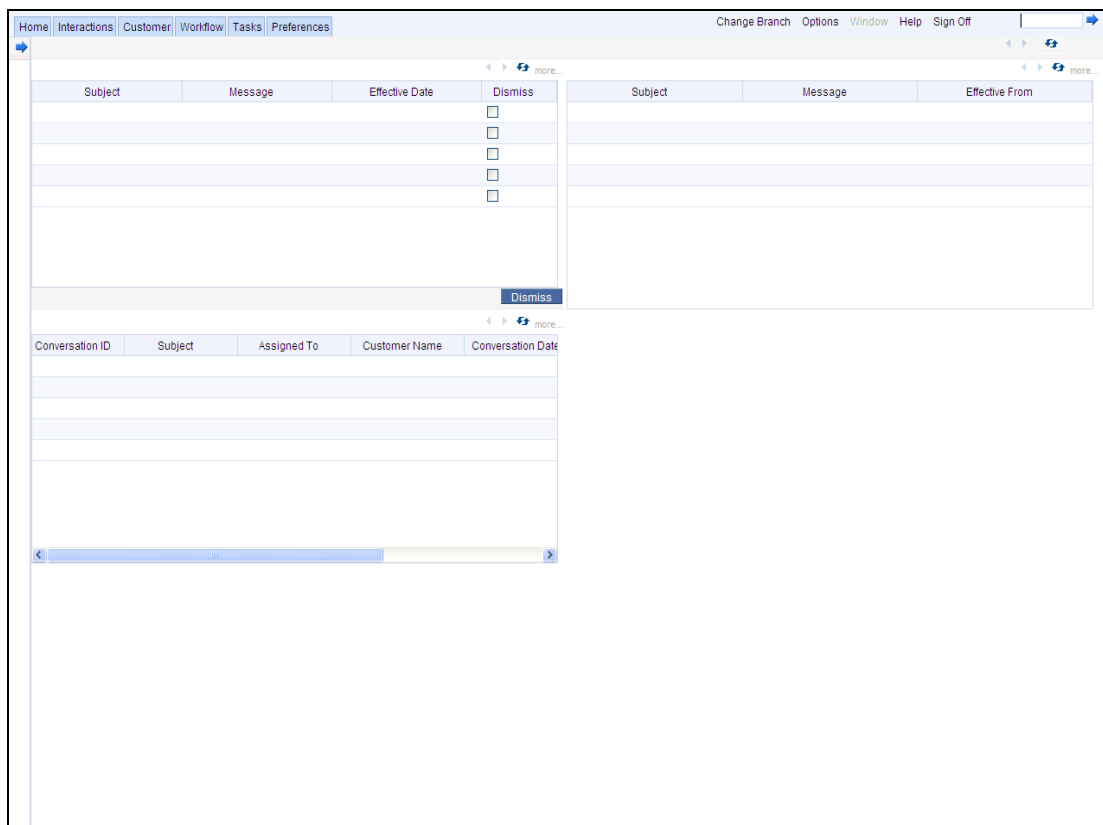 Home Interactions Customer Workflow Tasks Preferences Change Branch Options Window Help Sign Off
more...
more...
Subject Message Effective Date Dismiss
Subject Message Effective From
Dismiss
more...
Conversation ID Subject Assigned To Customer Name Conversation Date